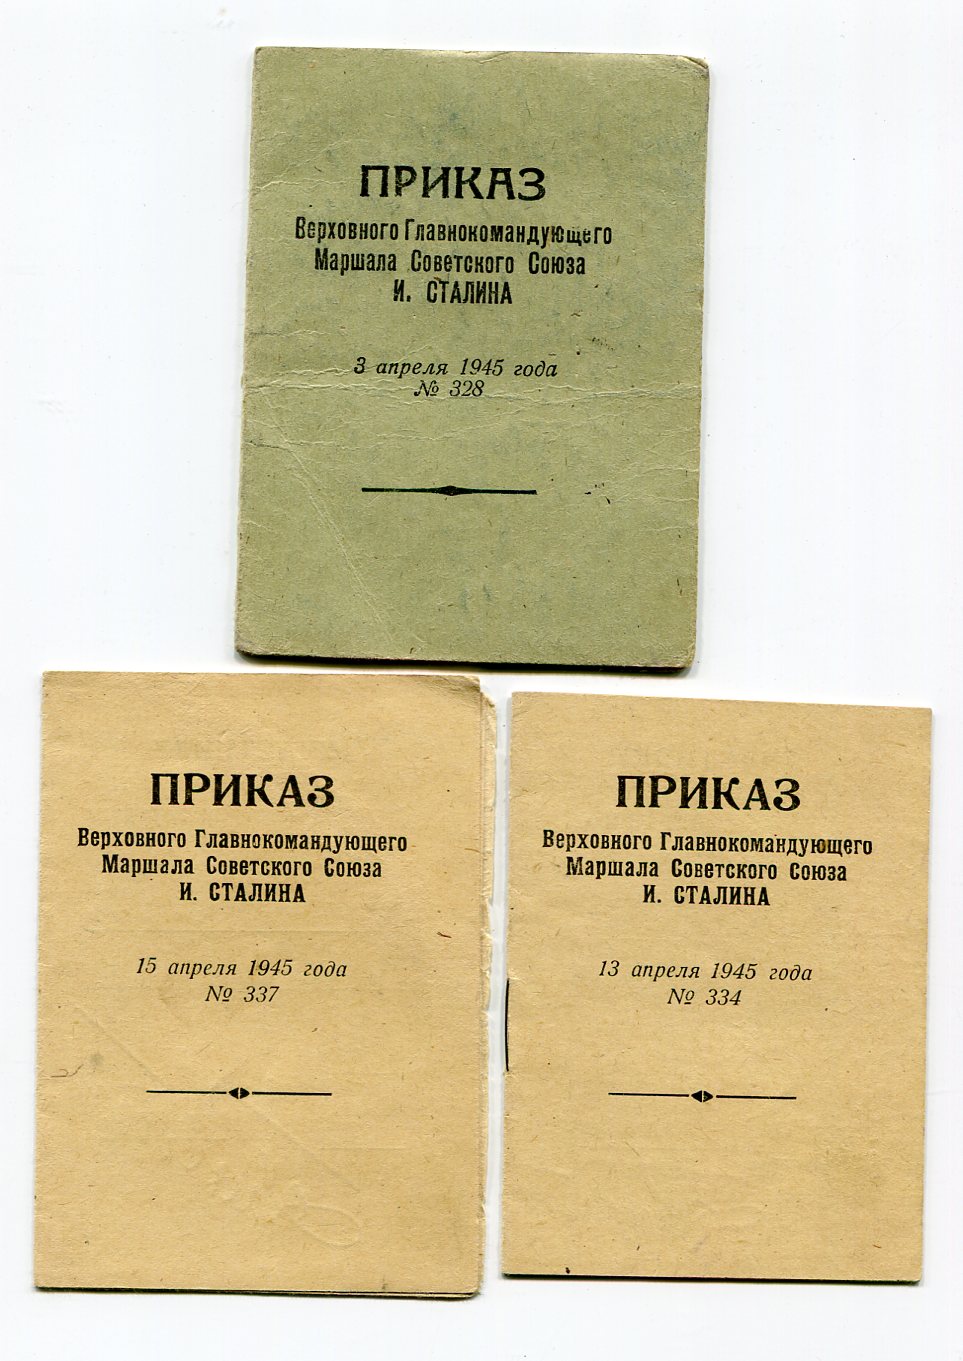 ПРИКАЗ
Верховного Главнокомандующего
Маршала Советского Союза
И. СТАЛИНА
3 апреля 1945 года
№ 328
ПРИКАЗ
Верховного Главнокомандующего
Маршала Советского Союза
И. СТАЛИНА
15 апреля 1945 года
№ 337
ПРИКАЗ
Верховного Главнокомандующего
Маршала Советского Союза
И. СТАЛИНА
13 апреля 1945 года
№ 334